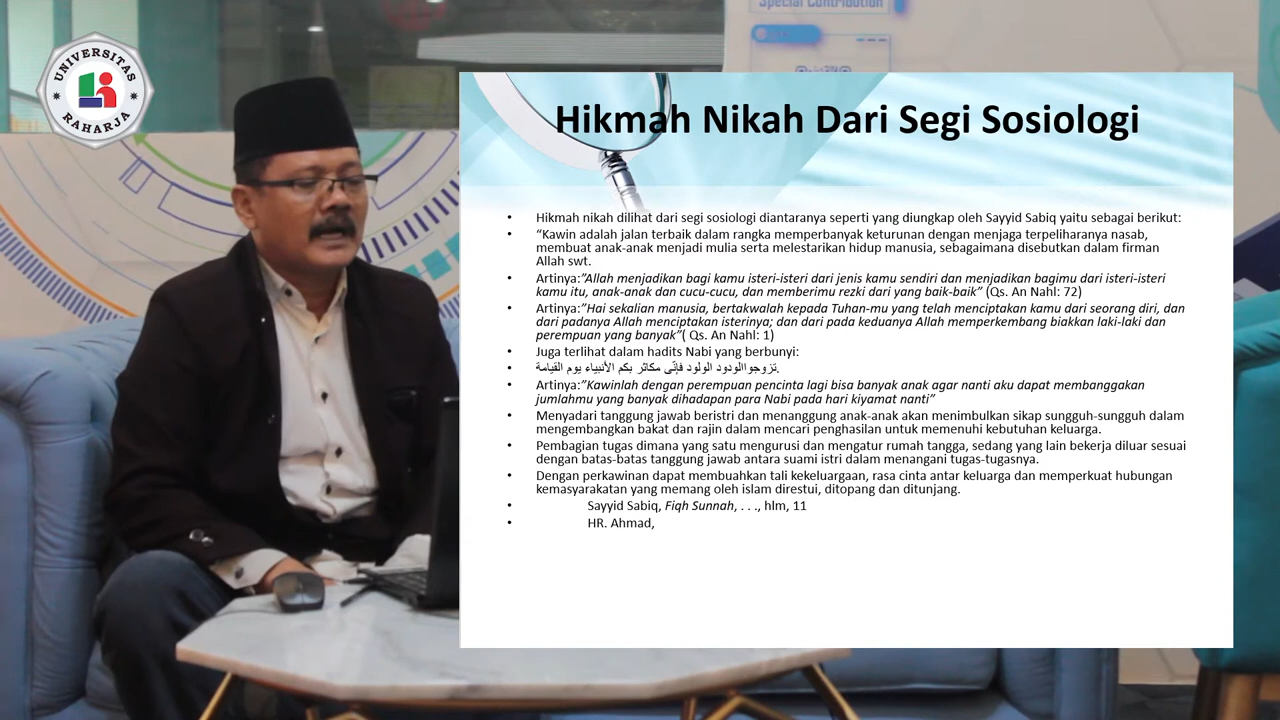 Special Contribution
UNIVERSITAS
RAHARJA
Hikmah Nikah Dari Segi Sosiologi
• Hikmah nikah dilihat dari segi sosiologi diantaranya seperti yang diungkap oleh Sayyid Sabiq yaitu sebagai berikut:
• “Kawin adalah jalan terbaik dalam rangka memperbanyak keturunan dengan menjaga terpeliharanya nasab,
membuat anak-anak menjadi mulia serta melestarikan hidup manusia, sebagaimana disebutkan dalam firman
Allah swt.
• Artinya:”Allah menjadikan bagi kamu isteri-isteri dari jenis kamu sendiri dan menjadikan bagimu dari isteri-isteri
kamu itu, anak-anak dan cucu-cucu, dan memberimu rezki dari yang baik-baik” (Qs. An Nahl: 72)
• Artinya:”Hai sekalian manusia, bertakwalah kepada Tuhan-mu yang telah menciptakan kamu dari seorang diri, dan
dari padanya Allah menciptakan isterinya; dan dari pada keduanya Allah memperkembang biakkan laki-laki dan
perempuan yang banyak”( Qs. An Nahl: 1)
• Juga terlihat dalam hadits Nabi yang berbunyi:
• تزوجواالودود الولود فإنّى مكاثر بكم الأنبياء يوم القيامة.
• Artinya:”Kawinlah dengan perempuan pencinta lagi bisa banyak anak agar nanti aku dapat membanggakan
jumlahmu yang banyak dihadapan para Nabi pada hari kiyamat nanti”
• Menyadari tanggung jawab beristri dan menanggung anak-anak akan menimbulkan sikap sungguh-sungguh dalam
mengembangkan bakat dan rajin dalam mencari penghasilan untuk memenuhi kebutuhan keluarga.
• Pembagian tugas dimana yang satu mengurusi dan mengatur rumah tangga, sedang yang lain bekerja diluar sesuai
dengan batas-batas tanggung jawab antara suami istri dalam menangani tugas-tugasnya.
• Dengan perkawinan dapat membuahkan tali kekeluargaan, rasa cinta antar keluarga dan memperkuat hubungan
kemasyarakatan yang memang oleh islam direstui, ditopang dan ditunjang.
• Sayyid Sabiq, Fiqh Sunnah, . . ., hlm, 11
• HR. Ahmad,